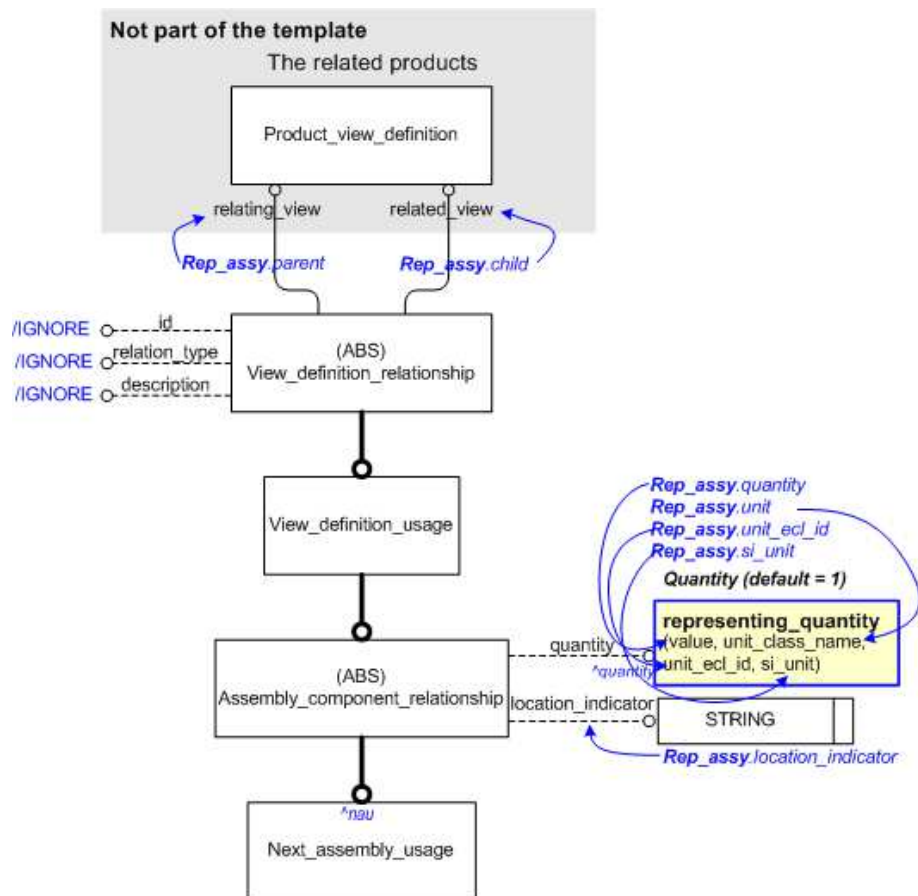 Not part of the template
The related products
Product_view_definition
relating_view
related_view
Rep_assy.parent
Rep_assy.child
/IGNORE
id
/IGNORE
relation_type
/IGNORE
description
(ABS)
View_definition_relationship
View_definition_usage
Rep_assy.quantity
Rep_assy.unit
Rep_assy.unit_ecl_id
Rep_assy.si_unit
Quantity (default = 1)
representing_quantity
(value, unit_class_name,
unit_ecl_id, si_unit)
quantity
^quantity
(ABS)
Assembly_component_relationship
location_indicator
STRING
Rep_assy.location_indicator
^nau
Next_assembly_usage